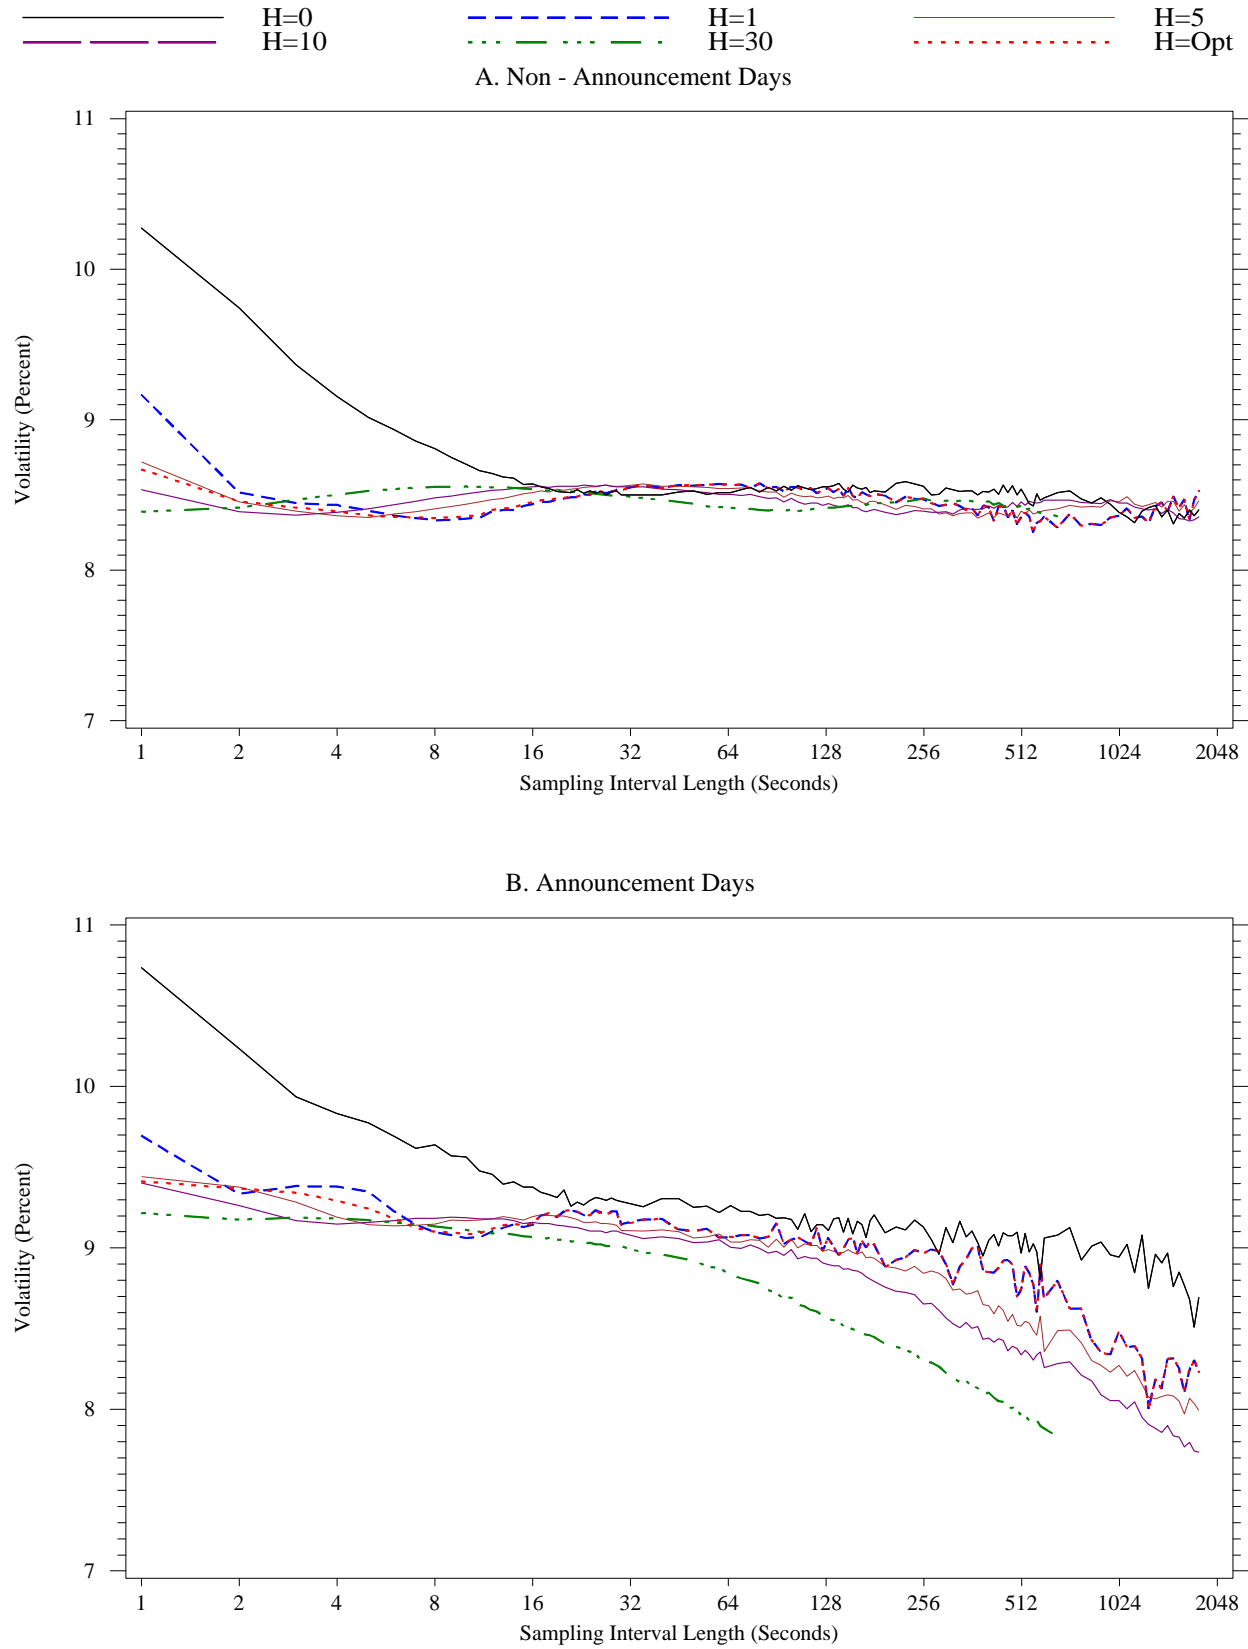 H=0 H=1 H=5
H=10 H=30 H=Opt
A. Non - Announcement Days
11
10
9
8
7
Volatility (Percent)
1 2 4 8 16 32 64 128 256 512 1024 2048
Sampling Interval Length (Seconds)
B. Announcement Days
11
10
9
8
7
Volatility (Percent)
1 2 4 8 16 32 64 128 256 512 1024 2048
Sampling Interval Length (Seconds)